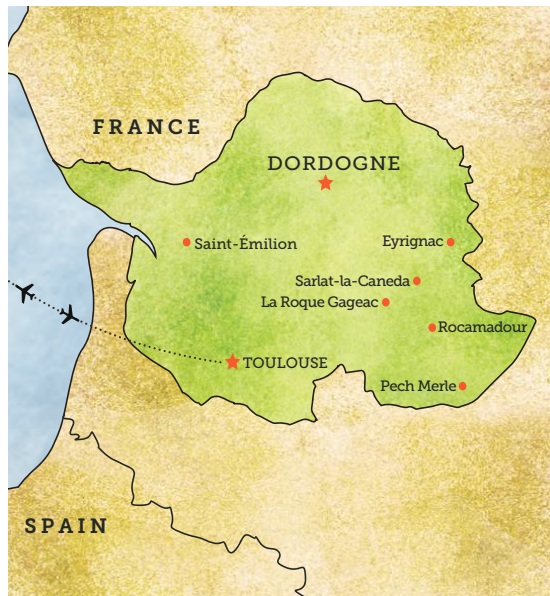 FRANCE
DORDOGNE
Saint-Émilion
Eyrignac
Sarlat-la-Caneda
La Roque Gageac
Rocamadour
TOULOUSE
Pech Merle
SPAIN